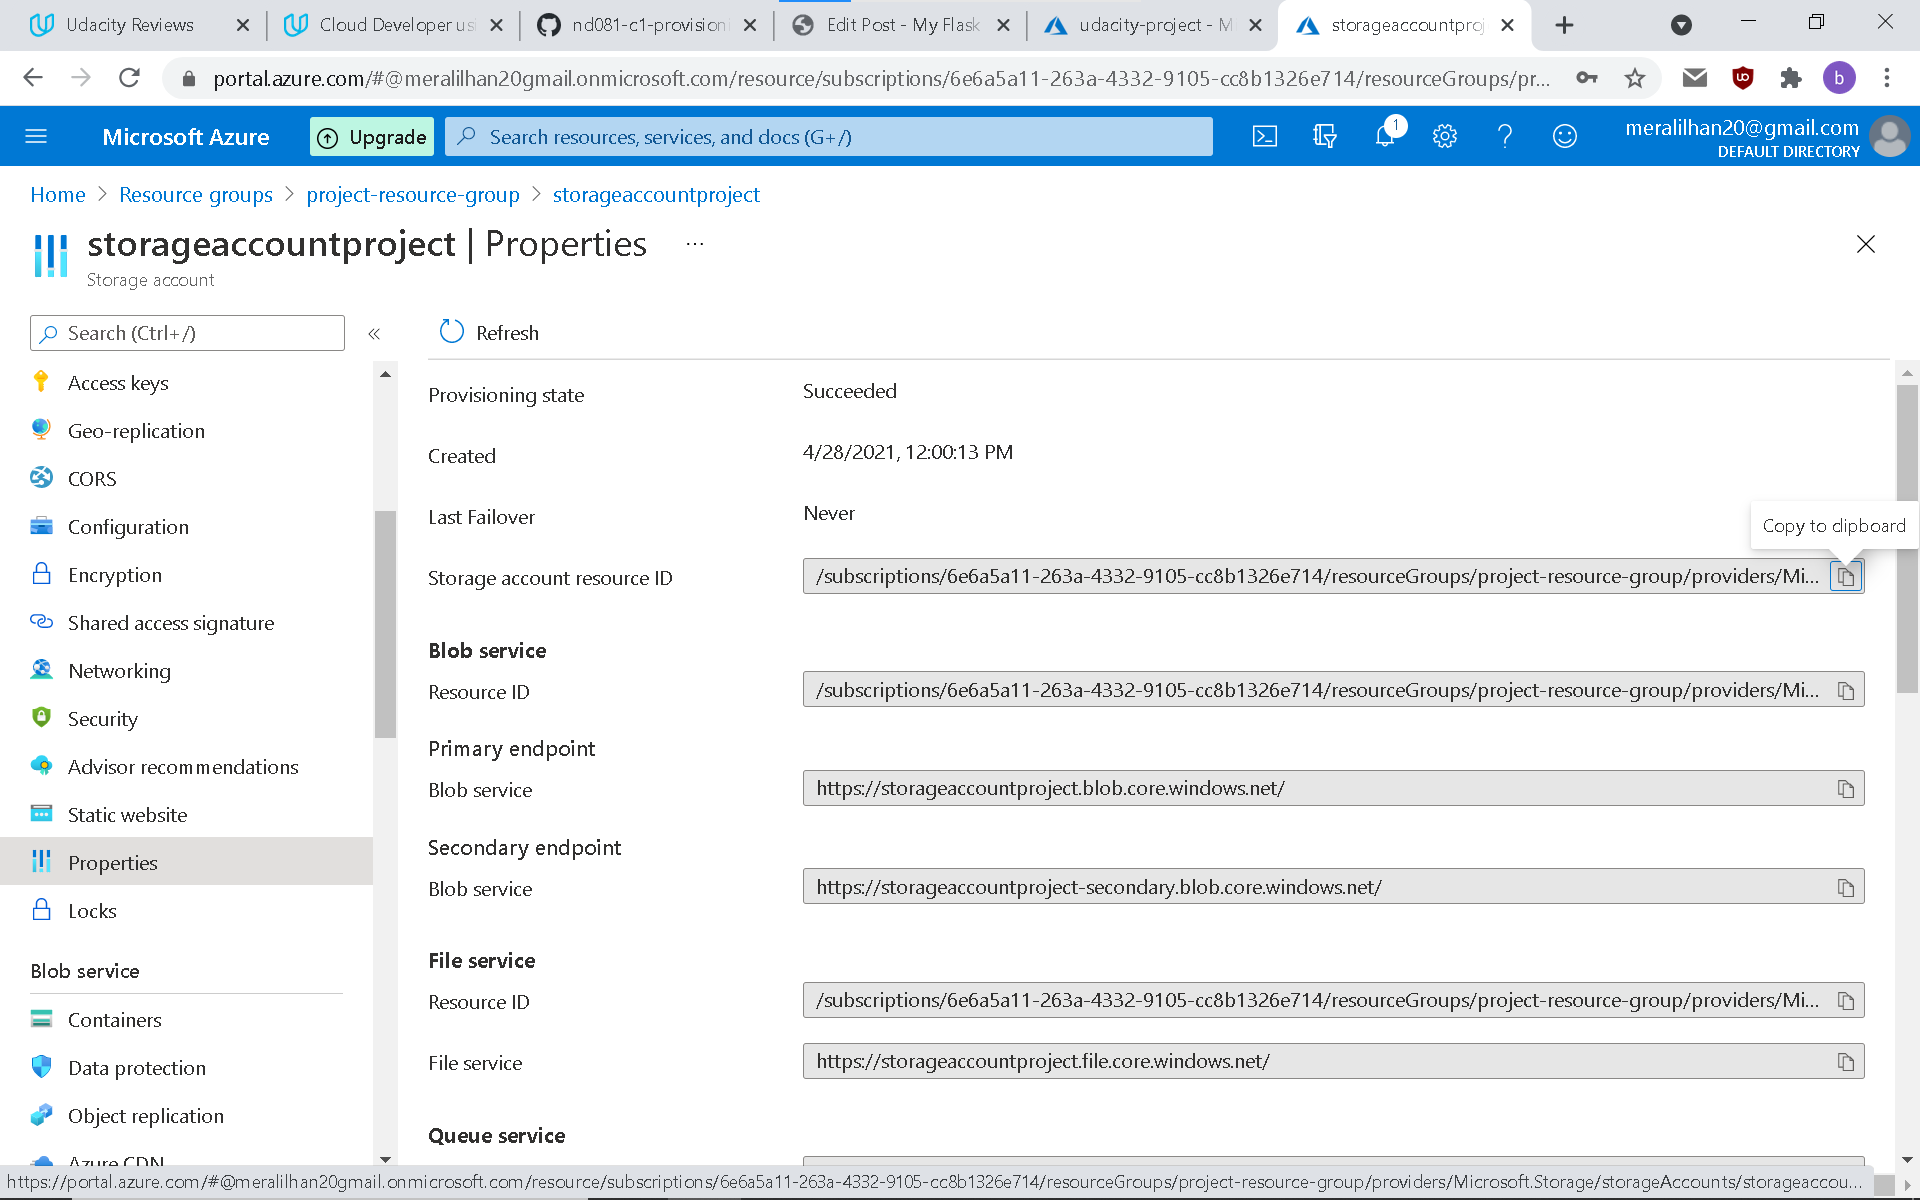 Udacity Reviews
Cloud Developer us
nd081-c1-provision
Edit Post - My Flask
udacity-project - M
storageaccountproj
portal.azure.com/#@meralilhan20gmail.onmicrosoft.com/resource/subscriptions/6e6a5a11-263a-4332-9105-cc8b1326e714/resourceGroups/pr...
b
Microsoft Azure
Upgrade
Search resources, services, and docs (G+/)
1
meralilhan20@gmail.com
DEFAULT DIRECTORY
Home > Resource groups > project-resource-group > storageaccountproject
storageaccountproject | Properties ...
Storage account
Search (Ctrl+/)
«
Refresh
Access keys
Geo-replication
CORS
Configuration
Encryption
Shared access signature
Networking
Security
Advisor recommendations
Static website
Properties
Locks
Blob service
Containers
Data protection
Object replication
Azure CDN
Provisioning state
Succeeded
Created
4/28/2021, 12:00:13 PM
Last Failover
Never
Copy to clipboard
Storage account resource ID
/subscriptions/6e6a5a11-263a-4332-9105-cc8b1326e714/resourceGroups/project-resource-group/providers/Mi...
Blob service
Resource ID
/subscriptions/6e6a5a11-263a-4332-9105-cc8b1326e714/resourceGroups/project-resource-group/providers/Mi...
Primary endpoint
Blob service
https://storageaccountproject.blob.core.windows.net/
Secondary endpoint
Blob service
https://storageaccountproject-secondary.blob.core.windows.net/
File service
Resource ID
/subscriptions/6e6a5a11-263a-4332-9105-cc8b1326e714/resourceGroups/project-resource-group/providers/Mi...
File service
https://storageaccountproject.file.core.windows.net/
Queue service
https://portal.azure.com/#@meralilhan20gmail.onmicrosoft.com/resource/subscriptions/6e6a5a11-263a-4332-9105-cc8b1326e714/resourceGroups/project-resource-group/providers/Microsoft.Storage/storageAccounts/storageaccou...